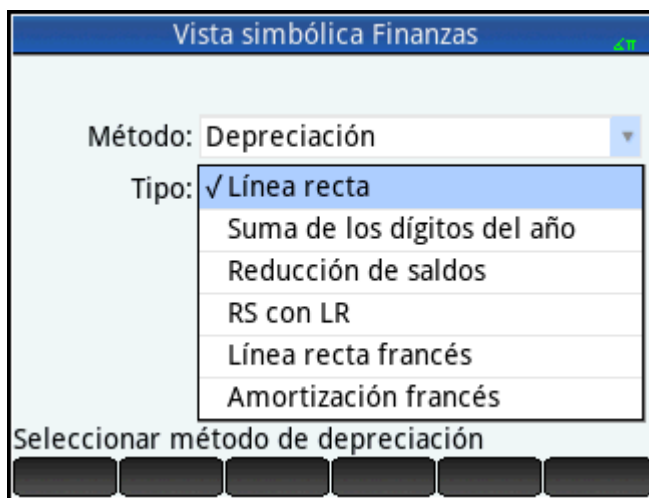 Vista simbólica Finanzas
∡π
Método: Depreciación
Tipo: √ Línea recta
Suma de los dígitos del año
Reducción de saldos
RS con LR
Línea recta francés
Amortización francés
Seleccionar método de depreciación